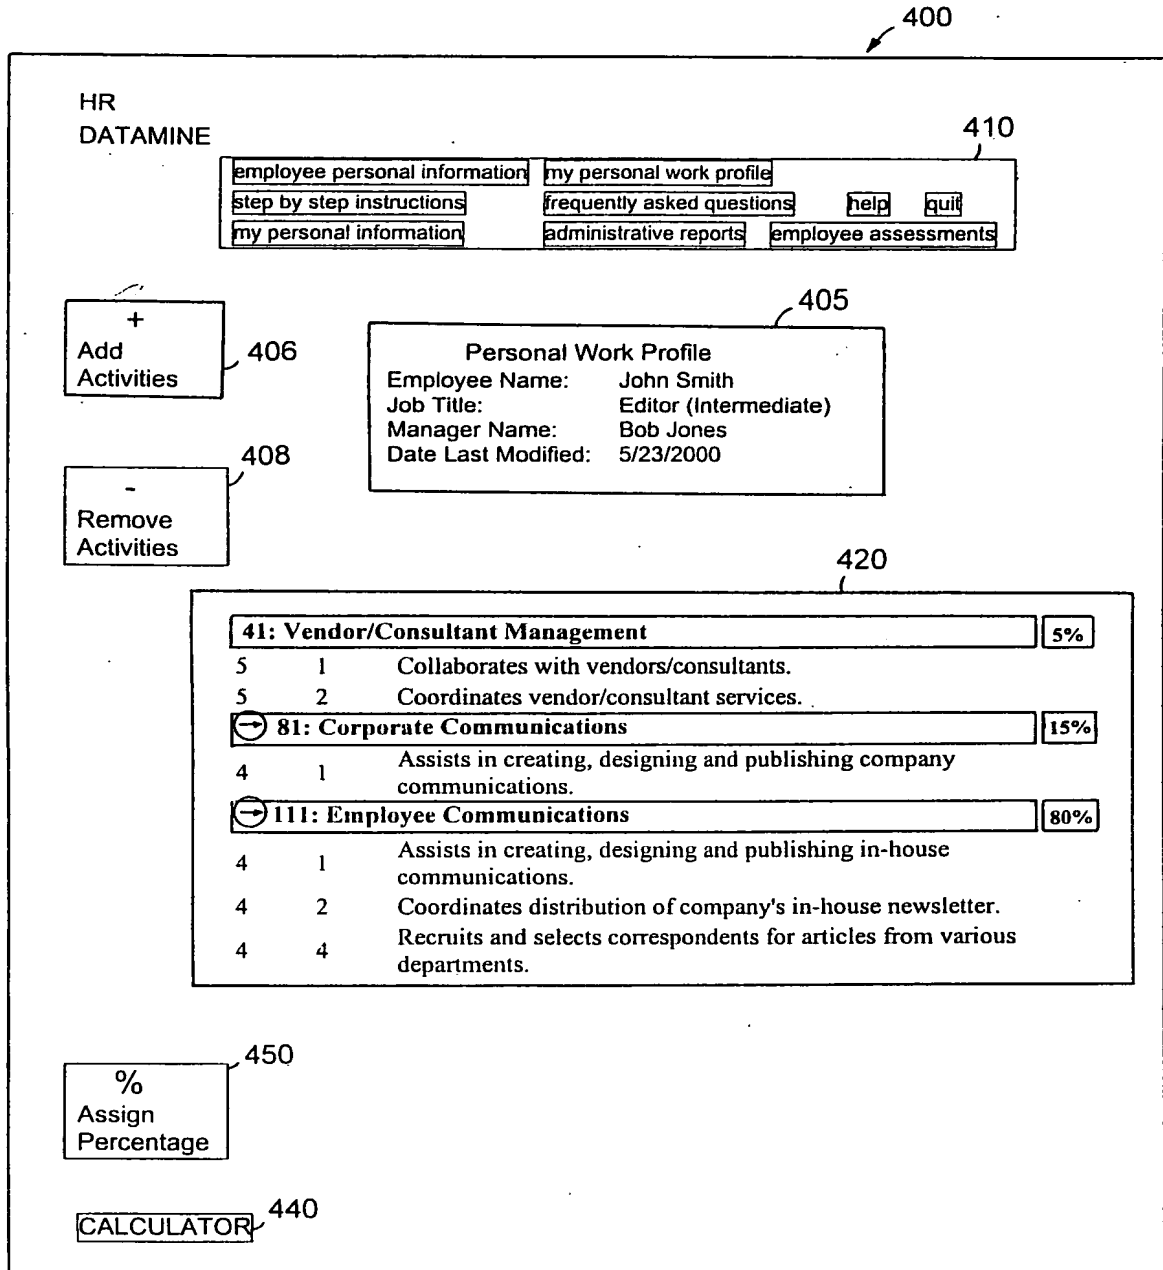 400
HR
DATAMINE
410
employee personal information my personal work profile
step by step instructions frequently asked questions help quit
my personal information administrative reports employee assessments
405
+
Add
Activities
406
Personal Work Profile
Employee Name: John Smith
Job Title: Editor (Intermediate)
Manager Name: Bob Jones
Date Last Modified: 5/23/2000
408
-
Remove
Activities
420
41: Vendor/Consultant Management 5%
5 1 Collaborates with vendors/consultants.
5 2 Coordinates vendor/consultant services.
→ 81: Corporate Communications 15%
4 1 Assists in creating, designing and publishing company
communications.
→ 111: Employee Communications 80%
4 1 Assists in creating, designing and publishing in-house
communications.
4 2 Coordinates distribution of company's in-house newsletter.
4 4 Recruits and selects correspondents for articles from various
departments.
450
%
Assign
Percentage
440
CALCULATOR